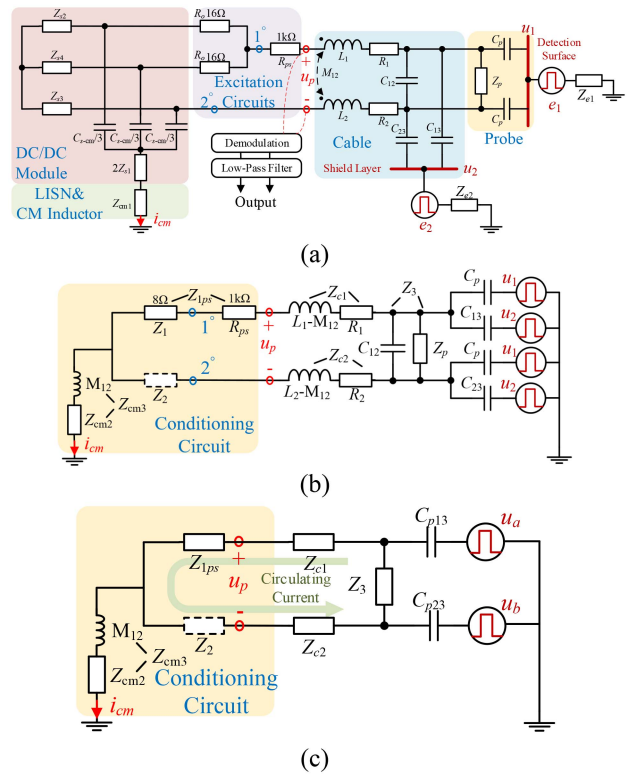 Z_s2
R_o 16Ω
1°
1kΩ
R_ps
+
u_p
-
L_1
R_1
M_12
C_12
L_2
R_2
C_23
C_13
C_p
Z_p
C_p
u_1
Detection Surface
e_1
Z_e1
Z_s4
R_o 16Ω
Excitation
Circuits
Z_s3
2°
C_s-cm/3
C_s-cm/3
C_s-cm/3
Demodulation
Low-Pass Filter
Output
Cable
Probe
DC/DC
Module
2Z_s1
Shield Layer
u_2
LISN&
CM Inductor
Z_cm1
i_cm
e_2
Z_e2
(a)
8Ω
Z_1ps
1kΩ
Z_1
1°
R_ps
+
u_p
-
Z_c1
L_1-M_12
R_1
Z_3
C_12
Z_p
C_p
u_1
C_13
u_2
C_p
u_1
C_23
u_2
2°
Z_2
Z_c2
L_2-M_12
R_2
M_12
Z_cm2
Z_cm3
i_cm
Conditioning
Circuit
(b)
Z_1ps
+
u_p
-
Z_c1
Circulating
Current
Z_3
C_p13
u_a
Z_2
Z_c2
C_p23
u_b
M_12
Z_cm2
Z_cm3
i_cm
Conditioning
Circuit
(c)